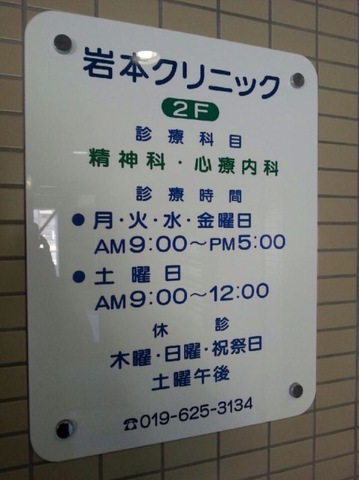 岩本クリニック
2F
診療科目
精神科・心療内科
診療時間
●月・火・水・金曜日
AM9:00～PM5:00
●土曜日
AM9:00～12:00
休診
木曜・日曜・祝祭日
土曜午後
☎019-625-3134